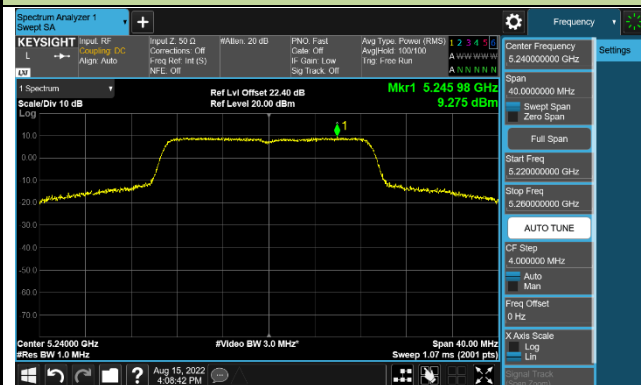 Spectrum Analyzer 1
Swept SA
+
Frequency
KEYSIGHT
Input: RF
Coupling: DC
Align: Auto
Input Z: 50 Ω
Corrections: Off
Freq Ref: Int (S)
NFE: Off
#Atten: 20 dB
PNO: Fast
Gate: Off
IF Gain: Low
Sig Track: Off
Avg Type: Power (RMS)
Avg|Hold: 100/100
Trig: Free Run
1 2 3 4 5 6
A W W W W W
A N N N N N
L
1 Spectrum
Scale/Div 10 dB
Log
Ref Lvl Offset 22.40 dB
Ref Level 20.00 dBm
Mkr1 5.245 98 GHz
9.275 dBm
1
10.0
0.00
-10.0
-20.0
-30.0
-40.0
-50.0
-60.0
-70.0
Center 5.24000 GHz
#Res BW 1.0 MHz
#Video BW 3.0 MHz*
Span 40.00 MHz
Sweep 1.07 ms (2001 pts)
Center Frequency
5.240000000 GHz
Settings
Span
40.0000000 MHz
Swept Span
Zero Span
Full Span
Start Freq
5.220000000 GHz
Stop Freq
5.260000000 GHz
AUTO TUNE
CF Step
4.000000 MHz
Auto
Man
Freq Offset
0 Hz
X Axis Scale
Log
Lin
Signal Track
(Span Zoom)
?
Aug 15, 2022
4:08:42 PM